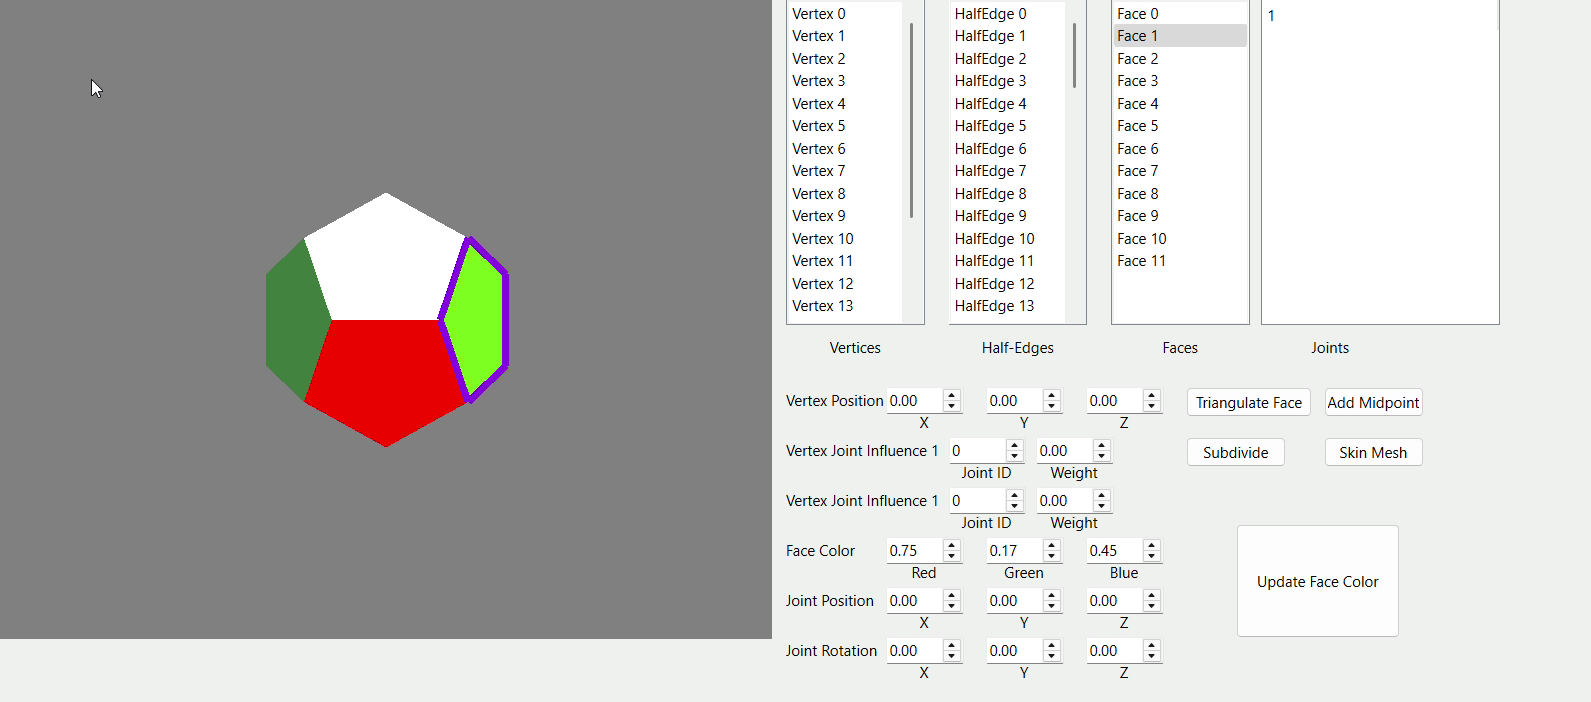 Vertex 0 HalfEdge 0 Face 0 1
Vertex 1 HalfEdge 1 Face 1
Vertex 2 HalfEdge 2 Face 2
Vertex 3 HalfEdge 3 Face 3
Vertex 4 HalfEdge 4 Face 4
Vertex 5 HalfEdge 5 Face 5
Vertex 6 HalfEdge 6 Face 6
Vertex 7 HalfEdge 7 Face 7
Vertex 8 HalfEdge 8 Face 8
Vertex 9 HalfEdge 9 Face 9
Vertex 10 HalfEdge 10 Face 10
Vertex 11 HalfEdge 11 Face 11
Vertex 12 HalfEdge 12
Vertex 13 HalfEdge 13
Vertices Half-Edges Faces Joints
Vertex Position 0.00 0.00 0.00 Triangulate Face Add Midpoint
X Y Z
Vertex Joint Influence 1 0 0.00 Subdivide Skin Mesh
Joint ID Weight
Vertex Joint Influence 1 0 0.00
Joint ID Weight
Face Color 0.75 0.17 0.45
Red Green Blue
Update Face Color
Joint Position 0.00 0.00 0.00
X Y Z
Joint Rotation 0.00 0.00 0.00
X Y Z